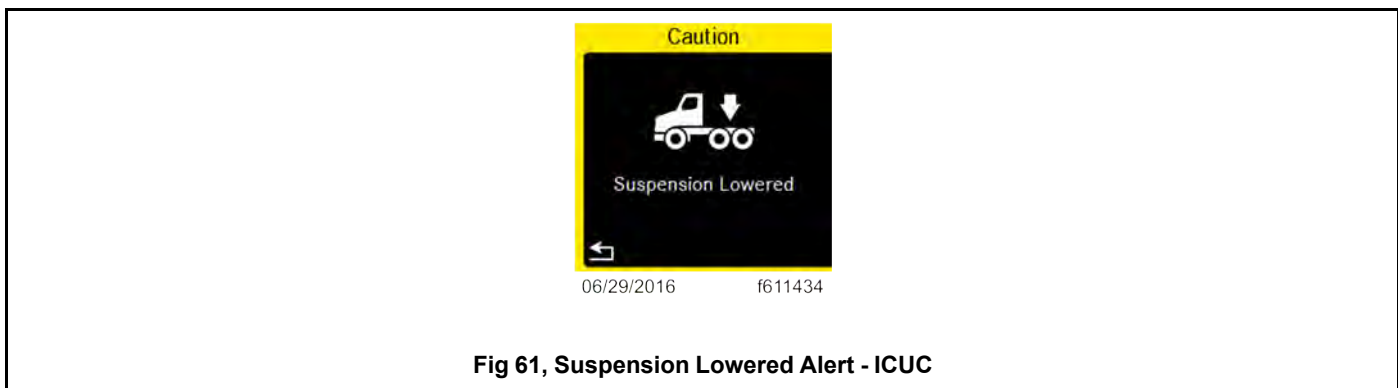 Caution
Suspension Lowered
06/29/2016 f611434
Fig 61, Suspension Lowered Alert - ICUC